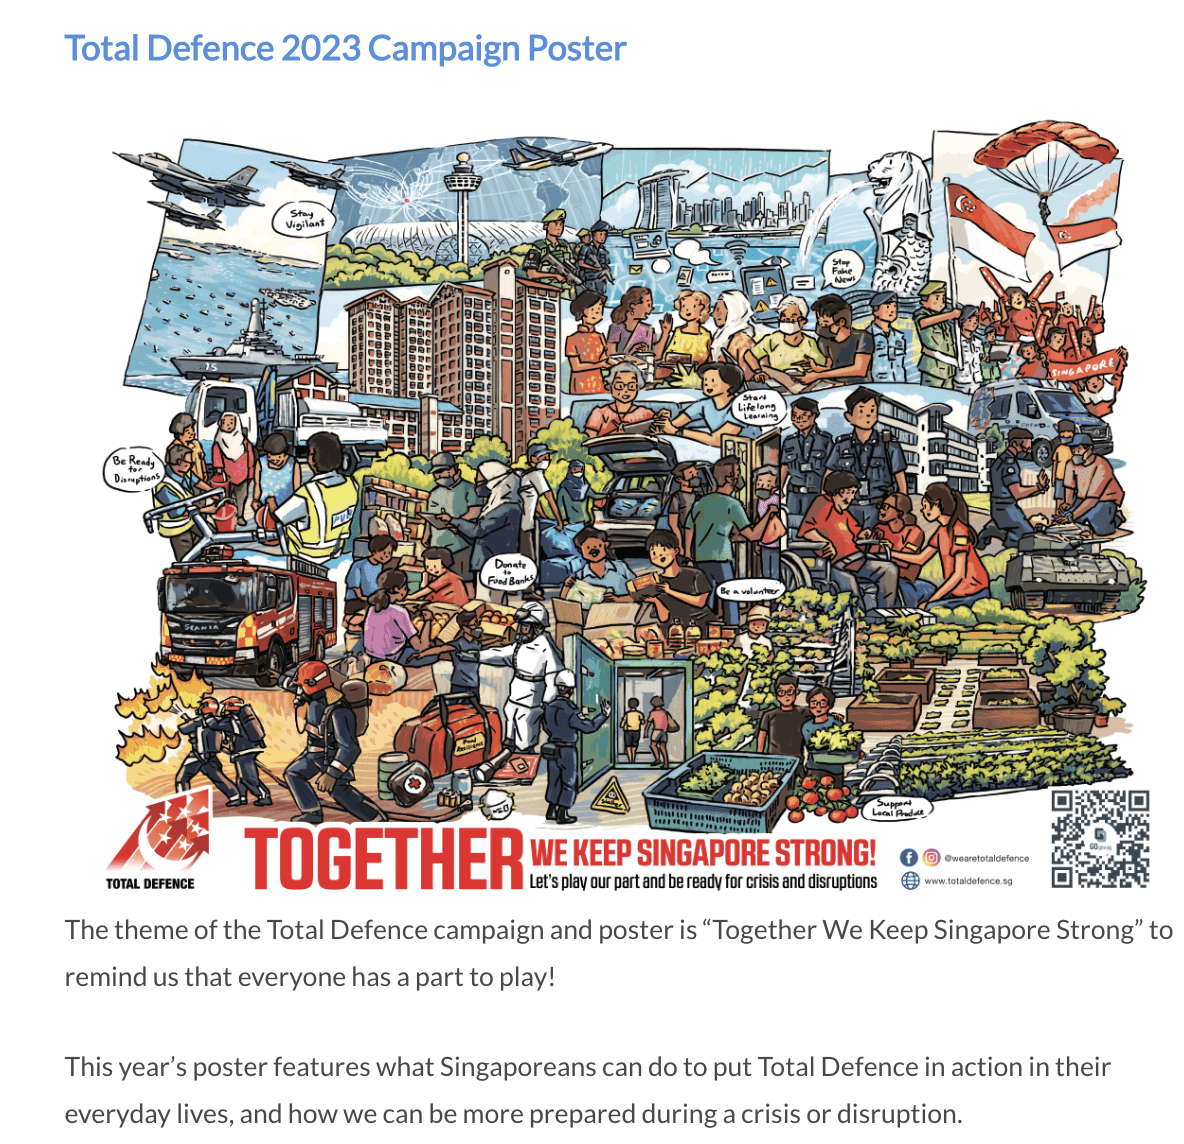 Total Defence 2023 Campaign Poster
Stay
Vigilant
Stop
Fake
News
SINGAPORE
15
Start
Lifelong
Learning
Be Ready
for
Disruptions
PUB
Donate
to
Food Banks
Be a volunteer
SCANIA
Food
Resilience
Support
Local Produce
TOTAL DEFENCE
TOGETHER WE KEEP SINGAPORE STRONG!
Let's play our part and be ready for crisis and disruptions
@wearetotaldefence
www.totaldefence.sg
The theme of the Total Defence campaign and poster is “Together We Keep Singapore Strong” to
remind us that everyone has a part to play!
This year’s poster features what Singaporeans can do to put Total Defence in action in their
everyday lives, and how we can be more prepared during a crisis or disruption.